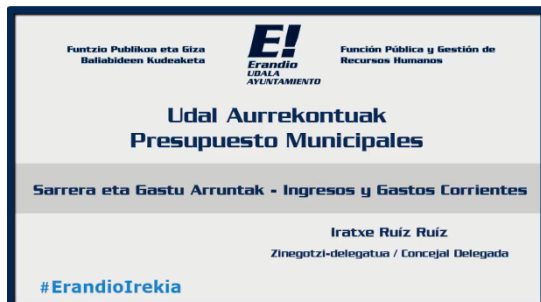 Funtzio Publikoa eta Giza
Baliabideen Kudeaketa
E!
Erandio
UDALA
AYUNTAMIENTO
Función Pública y Gestión de
Recursos Humanos
Udal Aurrekontuak
Presupuesto Municipales
Sarrera eta Gastu Arruntak - Ingresos y Gastos Corrientes
Iratxe Ruíz Ruíz
Zinegotzi-delegatua / Concejal Delegada
#ErandioIrekia